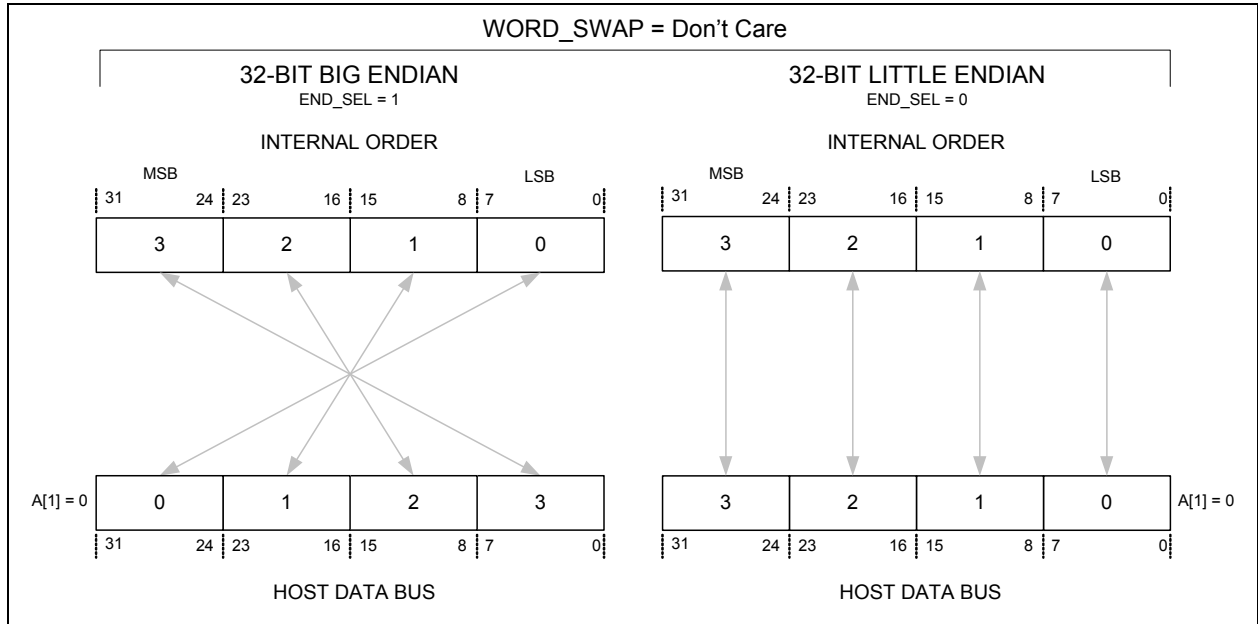 WORD_SWAP = Don't Care
32-BIT BIG ENDIAN
END_SEL = 1
INTERNAL ORDER
MSB LSB
31 24 23 16 15 8 7 0
3 2 1 0
A[1] = 0 0 1 2 3
31 24 23 16 15 8 7 0
HOST DATA BUS
32-BIT LITTLE ENDIAN
END_SEL = 0
INTERNAL ORDER
MSB LSB
31 24 23 16 15 8 7 0
3 2 1 0
3 2 1 0 A[1] = 0
31 24 23 16 15 8 7 0
HOST DATA BUS